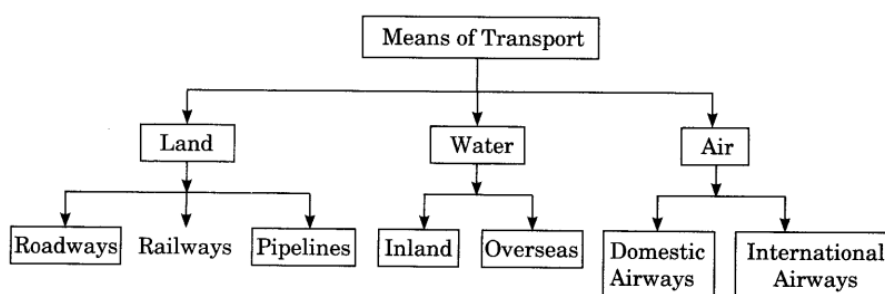 Means of Transport
Land
Water
Air
Roadways
Railways
Pipelines
Inland
Overseas
Domestic
Airways
International
Airways